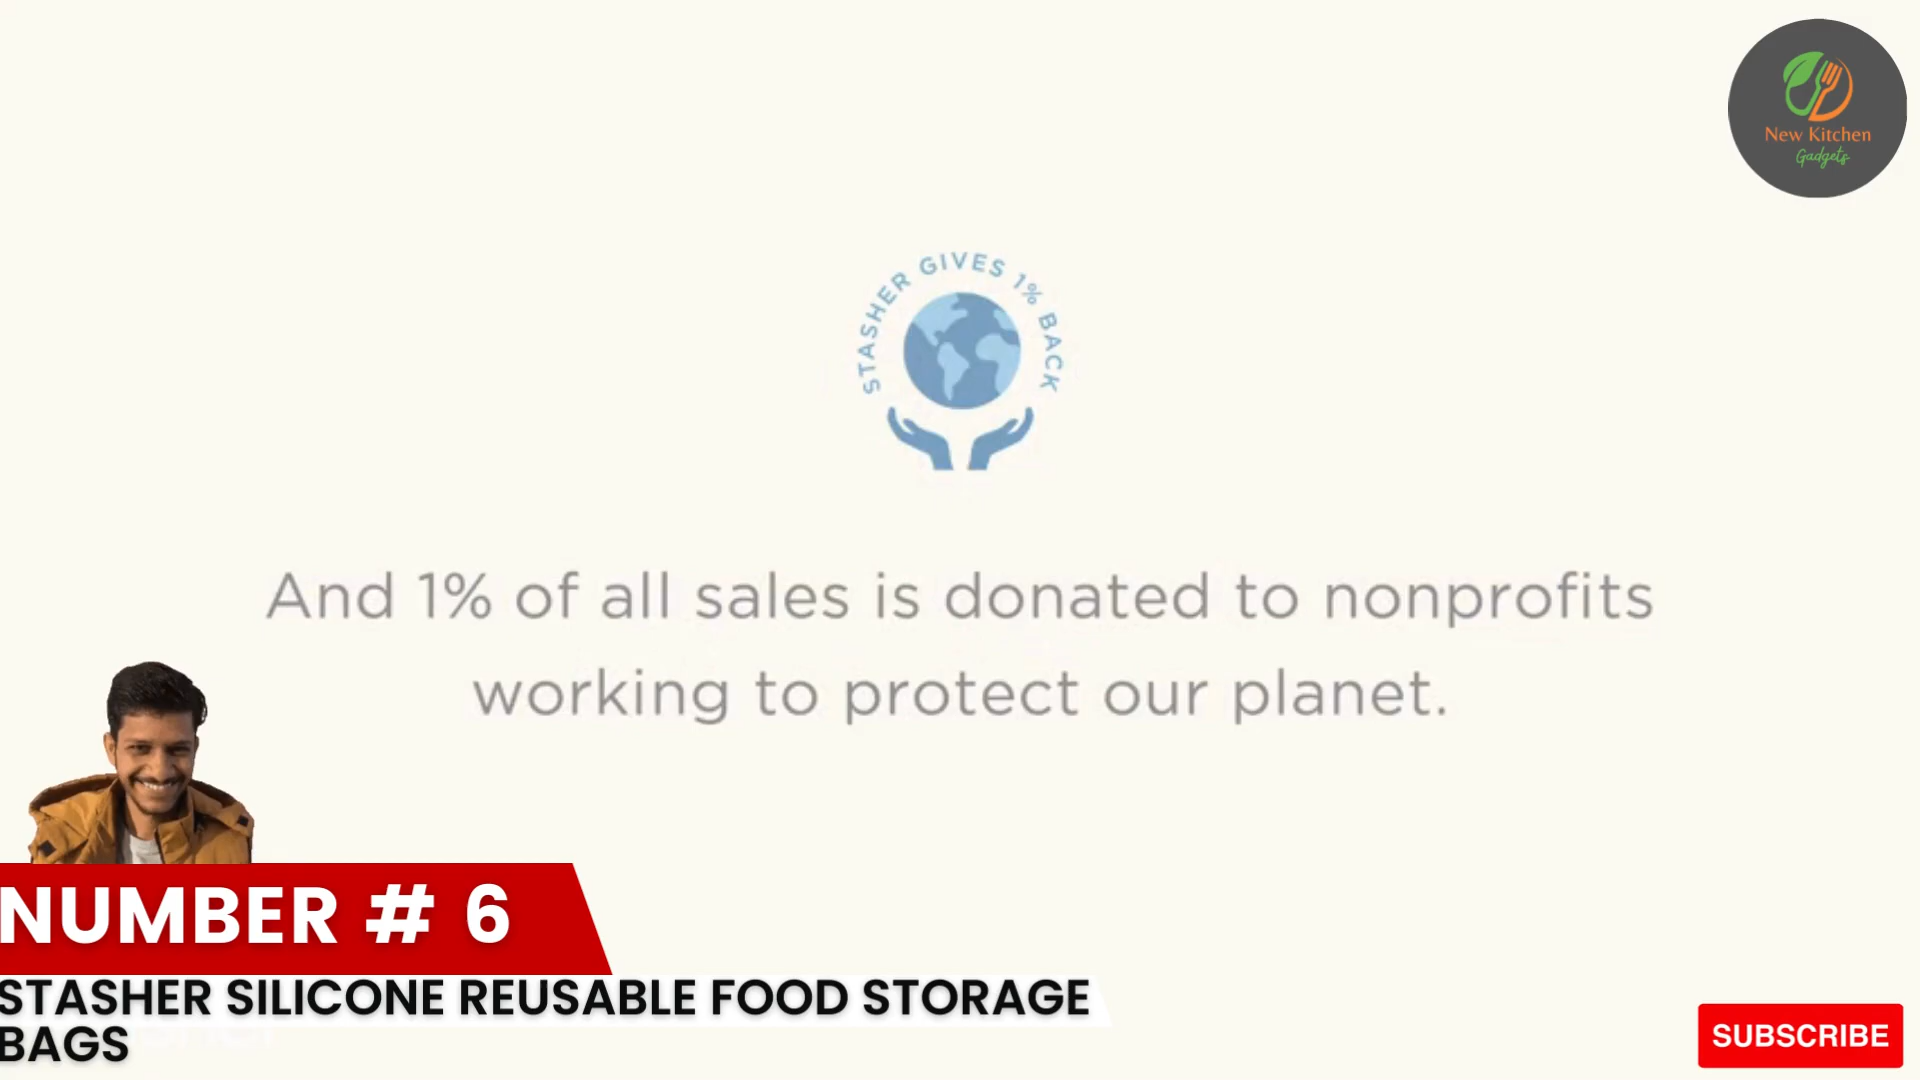 New Kitchen
Gadgets
STASHER GIVES 1% BACK
And 1% of all sales is donated to nonprofits
working to protect our planet.
NUMBER # 6
STASHER SILICONE REUSABLE FOOD STORAGE
BAGS
SUBSCRIBE